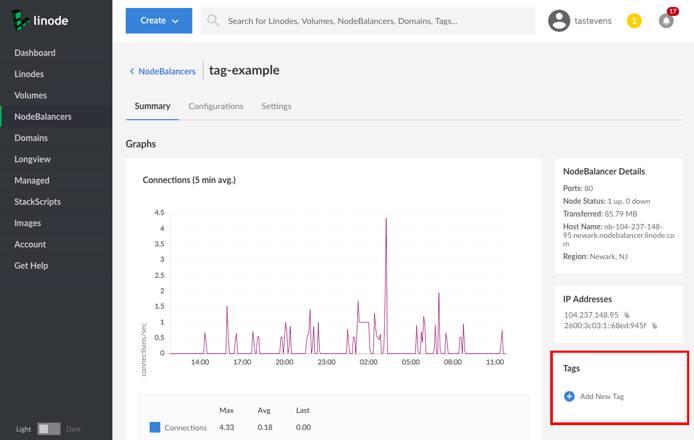 linode
Create
Search for Linodes, Volumes, NodeBalancers, Domains, Tags...
tastevens
1
17
Dashboard
Linodes
Volumes
NodeBalancers
Domains
Longview
Managed
StackScripts
Images
Account
Get Help
Light
Dark
NodeBalancers
tag-example
Summary
Configurations
Settings
Graphs
Connections (5 min avg.)
connections/sec
4.5
4
3.5
3
2.5
2
1.5
1
0.5
0
14:00 17:00 20:00 23:00 02:00 05:00 08:00 11:00
Max Avg Last
Connections 4.33 0.18 0.00
NodeBalancer Details
Ports: 80
Node Status: 1 up, 0 down
Transferred: 85.79 MB
Host Name: nb-104-237-148-
95.newark.nodebalancer.linode.co
m
Region: Newark, NJ
IP Addresses
104.237.148.95
2600:3c03:1::68ed:945f
Tags
Add New Tag